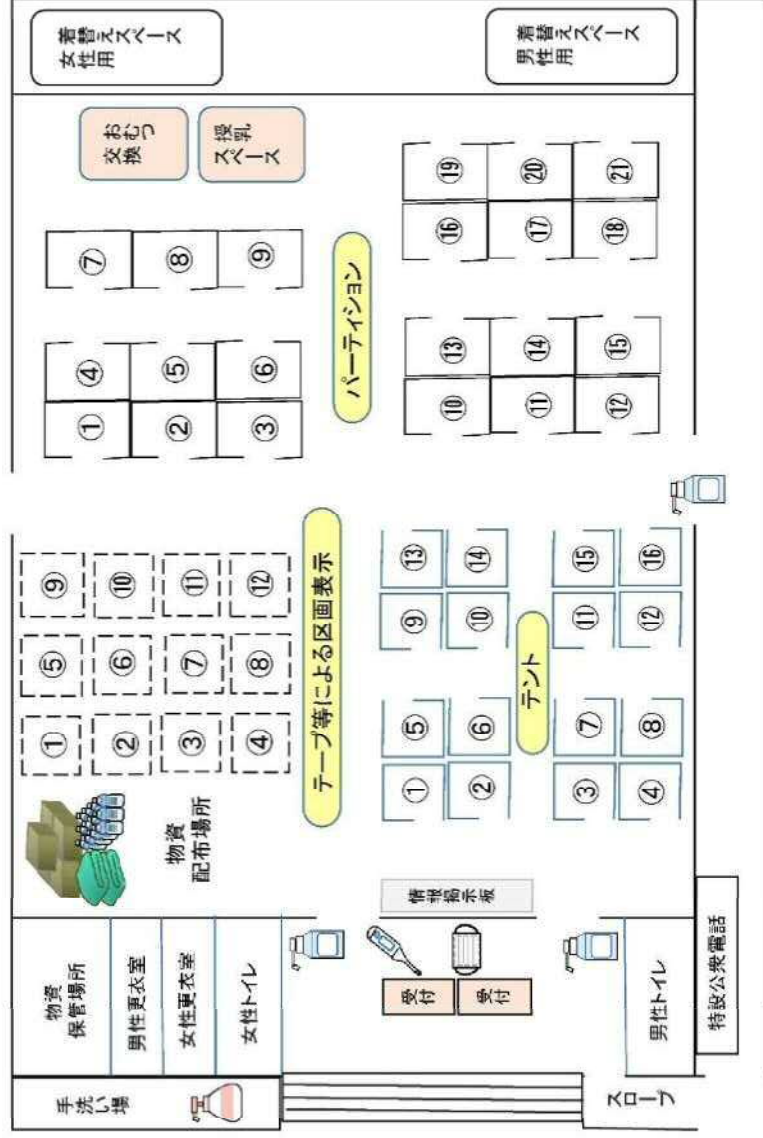 手洗い場
スロープ
物資
保管場所
男性更衣室
女性更衣室
女性トイレ
受付
受付
男性トイレ
特設公衆電話
情報掲示板
物資
配布場所
①
⑤
⑨
②
⑥
⑩
③
⑦
⑪
④
⑧
⑫
テープ等による区画表示
①
⑤
⑨
⑬
②
⑥
⑩
⑭
テント
③
⑦
⑪
⑮
④
⑧
⑫
⑯
①
④
⑦
②
⑤
⑧
③
⑥
⑨
パーティション
⑩
⑬
⑯
⑲
⑪
⑭
⑰
⑳
⑫
⑮
⑱
㉑
おむつ
交換
授乳
スペース
着替えスペース
女性用
着替えスペース
男性用